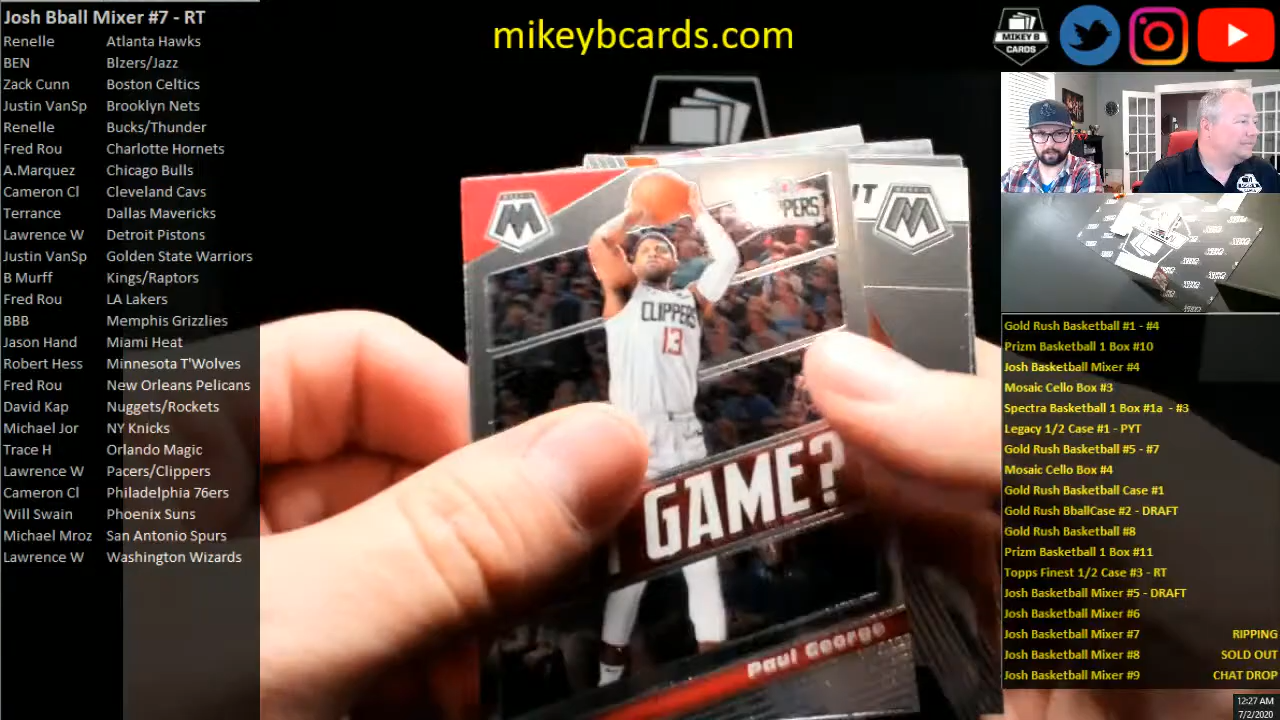 Josh Bball Mixer #7 - RT
Renelle Atlanta Hawks
BEN Blzers/Jazz
Zack Cunn Boston Celtics
Justin VanSp Brooklyn Nets
Renelle Bucks/Thunder
Fred Rou Charlotte Hornets
A.Marquez Chicago Bulls
Cameron Cl Cleveland Cavs
Terrance Dallas Mavericks
Lawrence W Detroit Pistons
Justin VanSp Golden State Warriors
B Murff Kings/Raptors
Fred Rou LA Lakers
BBB Memphis Grizzlies
Jason Hand Miami Heat
Robert Hess Minnesota T'Wolves
Fred Rou New Orleans Pelicans
David Kap Nuggets/Rockets
Michael Jor NY Knicks
Trace H Orlando Magic
Lawrence W Pacers/Clippers
Cameron Cl Philadelphia 76ers
Will Swain Phoenix Suns
Michael Mroz San Antonio Spurs
Lawrence W Washington Wizards
mikeybcards.com
MIKEY B
CARDS
CLIPPERS
13
GAME?
Paul George
Gold Rush Basketball #1 - #4
Prizm Basketball 1 Box #10
Josh Basketball Mixer #4
Mosaic Cello Box #3
Spectra Basketball 1 Box #1a - #3
Legacy 1/2 Case #1 - PYT
Gold Rush Basketball #5 - #7
Mosaic Cello Box #4
Gold Rush Basketball Case #1
Gold Rush BballCase #2 - DRAFT
Gold Rush Basketball #8
Prizm Basketball 1 Box #11
Topps Finest 1/2 Case #3 - RT
Josh Basketball Mixer #5 - DRAFT
Josh Basketball Mixer #6
Josh Basketball Mixer #7 RIPPING
Josh Basketball Mixer #8 SOLD OUT
Josh Basketball Mixer #9 CHAT DROP
12:27 AM
7/2/2020